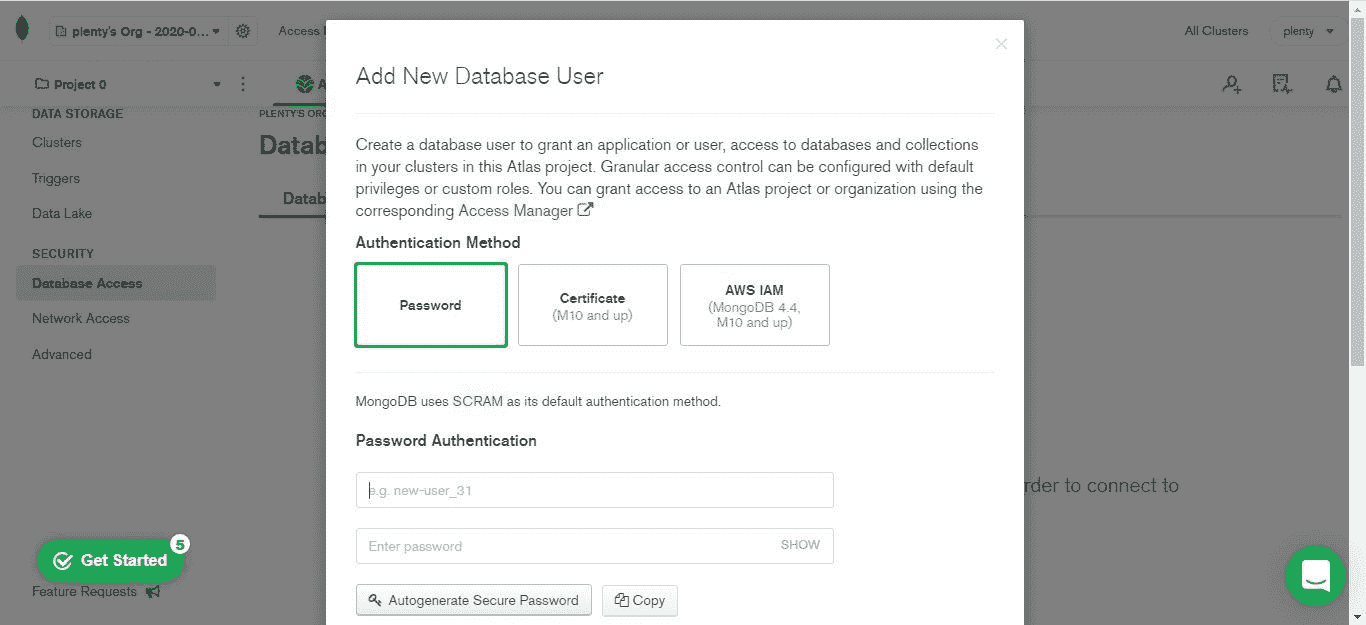 plenty's Org - 2020-0...
Access
All Clusters
plenty
Project 0
A
DATA STORAGE
Clusters
Triggers
Data Lake
SECURITY
Database Access
Network Access
Advanced
5
Get Started
Feature Requests
PLENTY'S ORG
Datab
Datab
Add New Database User
Create a database user to grant an application or user, access to databases and collections
in your clusters in this Atlas project. Granular access control can be configured with default
privileges or custom roles. You can grant access to an Atlas project or organization using the
corresponding Access Manager
Authentication Method
Password
Certificate
(M10 and up)
AWS IAM
(MongoDB 4.4,
M10 and up)
MongoDB uses SCRAM as its default authentication method.
Password Authentication
e.g. new-user_31
Enter password SHOW
Autogenerate Secure Password
Copy
rder to connect to